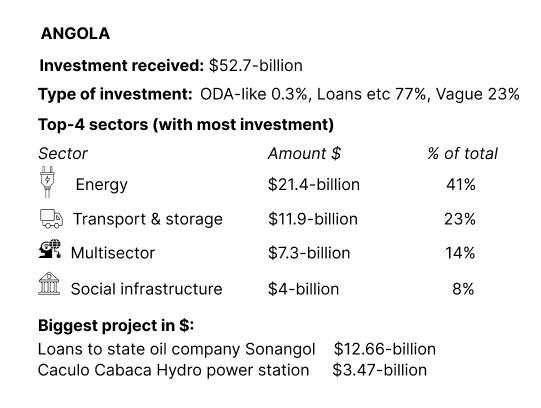 ANGOLA
Investment received: $52.7-billion
Type of investment: ODA-like 0.3%, Loans etc 77%, Vague 23%
Top-4 sectors (with most investment)
Sector Amount $ % of total
Energy $21.4-billion 41%
Transport & storage $11.9-billion 23%
Multisector $7.3-billion 14%
Social infrastructure $4-billion 8%
Biggest project in $:
Loans to state oil company Sonangol $12.66-billion
Caculo Cabaca Hydro power station $3.47-billion